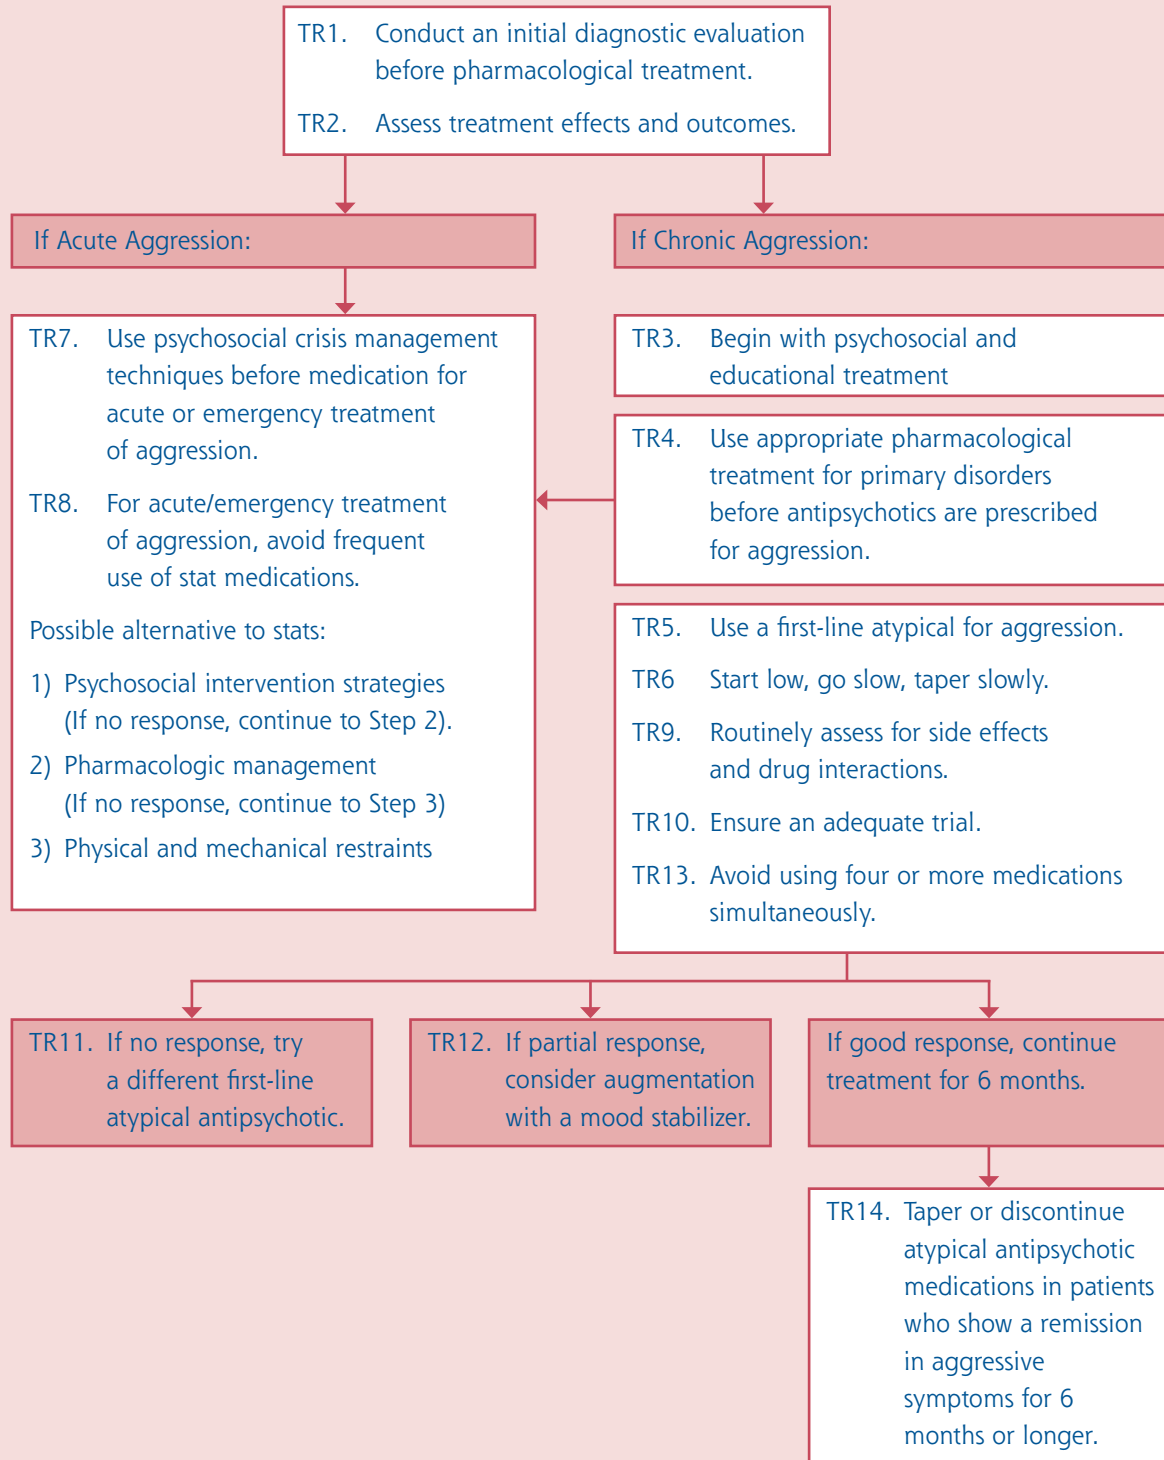 TR1. Conduct an initial diagnostic evaluation
before pharmacological treatment.
TR2. Assess treatment effects and outcomes.
If Acute Aggression:
If Chronic Aggression:
TR7. Use psychosocial crisis management
techniques before medication for
acute or emergency treatment
of aggression.
TR8. For acute/emergency treatment
of aggression, avoid frequent
use of stat medications.
Possible alternative to stats:
1) Psychosocial intervention strategies
(If no response, continue to Step 2).
2) Pharmacologic management
(If no response, continue to Step 3)
3) Physical and mechanical restraints
TR3. Begin with psychosocial and
educational treatment
TR4. Use appropriate pharmacological
treatment for primary disorders
before antipsychotics are prescribed
for aggression.
TR5. Use a first-line atypical for aggression.
TR6 Start low, go slow, taper slowly.
TR9. Routinely assess for side effects
and drug interactions.
TR10. Ensure an adequate trial.
TR13. Avoid using four or more medications
simultaneously.
TR11. If no response, try
a different first-line
atypical antipsychotic.
TR12. If partial response,
consider augmentation
with a mood stabilizer.
If good response, continue
treatment for 6 months.
TR14. Taper or discontinue
atypical antipsychotic
medications in patients
who show a remission
in aggressive
symptoms for 6
months or longer.